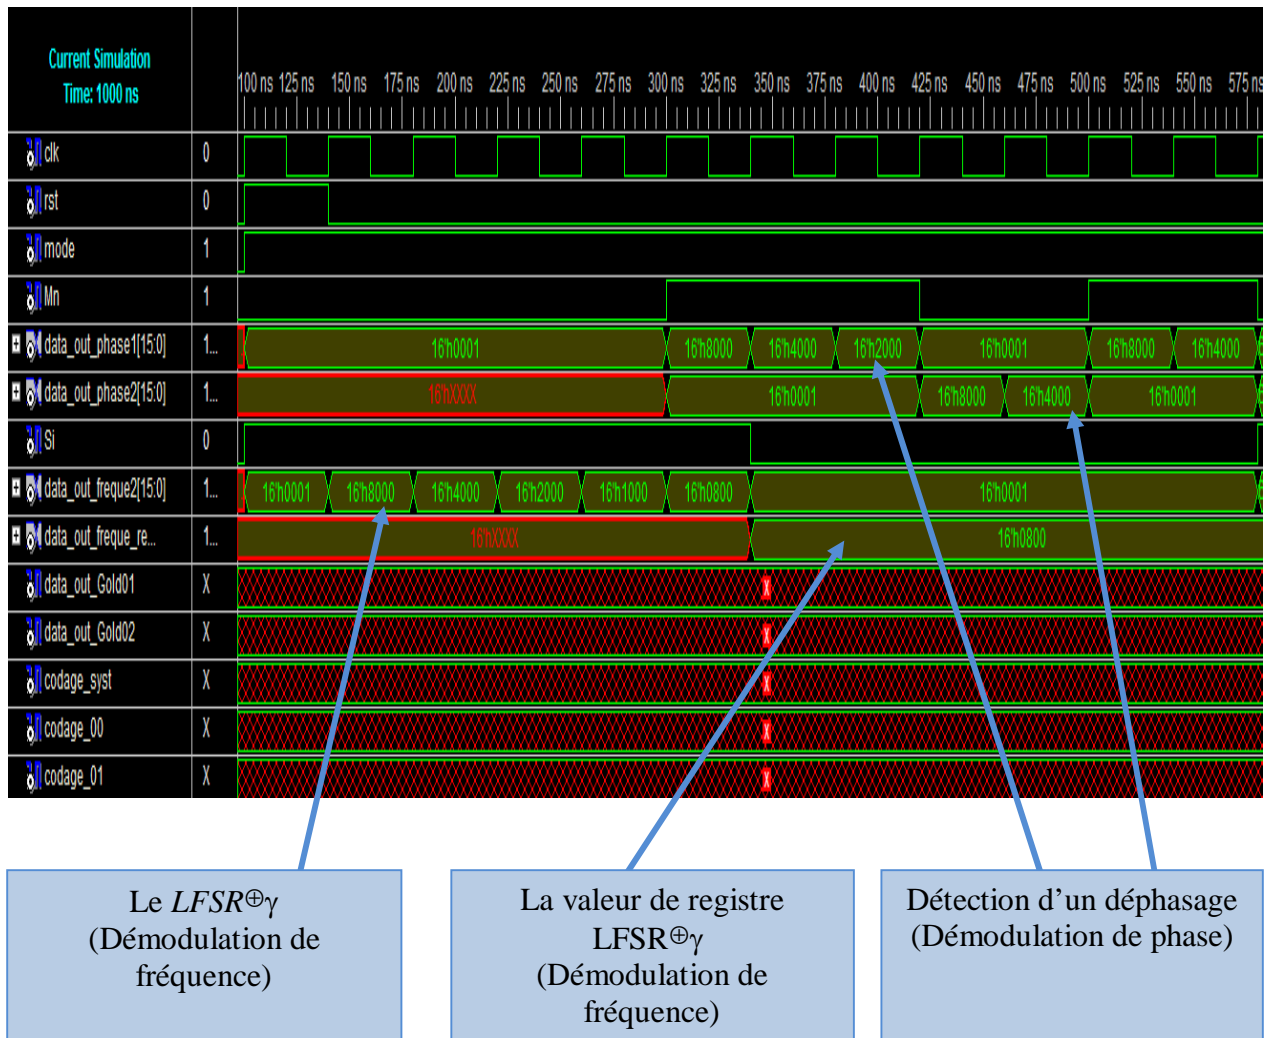 Current Simulation
Time: 1000 ns
100 ns 125 ns 150 ns 175 ns 200 ns 225 ns 250 ns 275 ns 300 ns 325 ns 350 ns 375 ns 400 ns 425 ns 450 ns 475 ns 500 ns 525 ns 550 ns 575 ns
clk 0
rst 0
mode 1
Mn 1
data_out_phase1[15:0] 1... 16'h0001 16'h8000 16'h4000 16'h2000 16'h0001 16'h8000 16'h4000
data_out_phase2[15:0] 1... 16'hXXXX 16'h0001 16'h8000 16'h4000 16'h0001
Si 0
data_out_freque2[15:0] 1... 16'h0001 16'h8000 16'h4000 16'h2000 16'h1000 16'h0800 16'h0001
data_out_freque_re... 1... 16'hXXXX 16'h0800
data_out_Gold01 X X
data_out_Gold02 X X
codage_syst X X
codage_00 X X
codage_01 X X
Le LFSR⊕γ
(Démodulation de
fréquence)
La valeur de registre
LFSR⊕γ
(Démodulation de
fréquence)
Détection d'un déphasage
(Démodulation de phase)